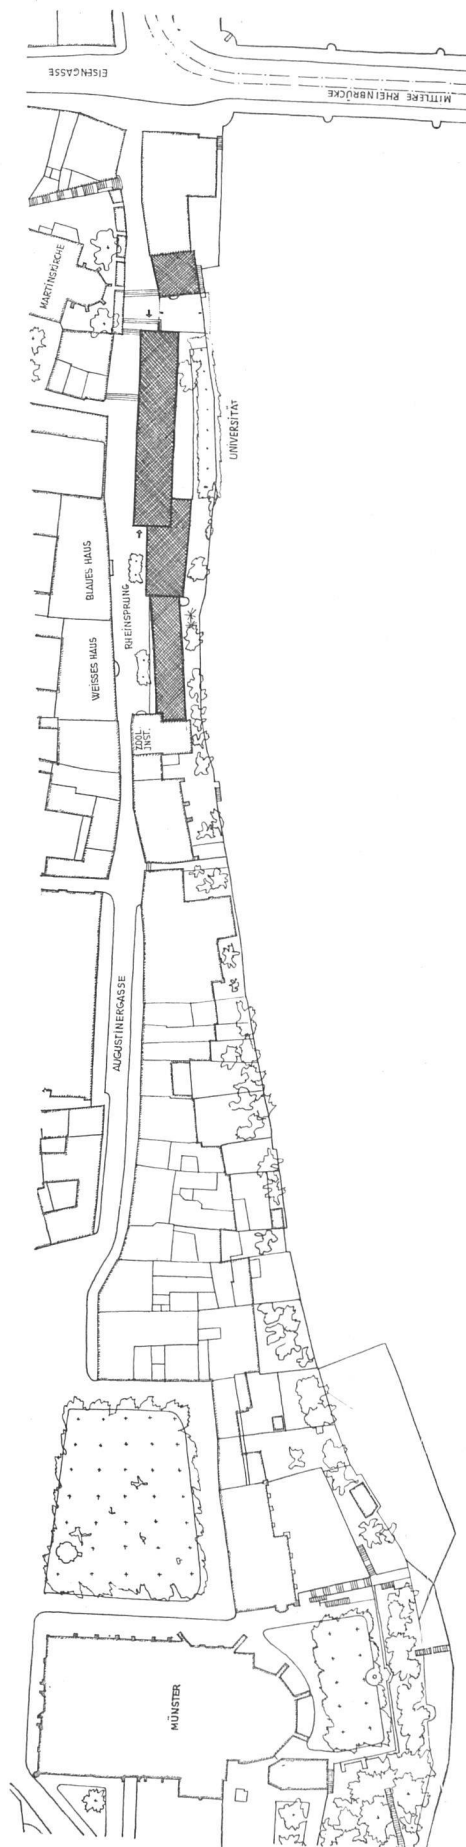 EISENGASSE
MITTLERE RHEINBRÜCKE
MARTINSKIRCHE
UNIVERSITÄT
BLAUES HAUS
RHEINSPRUNG
WEISSES HAUS
ZOOL.
INST.
AUGUSTINERGASSE
MÜNSTER